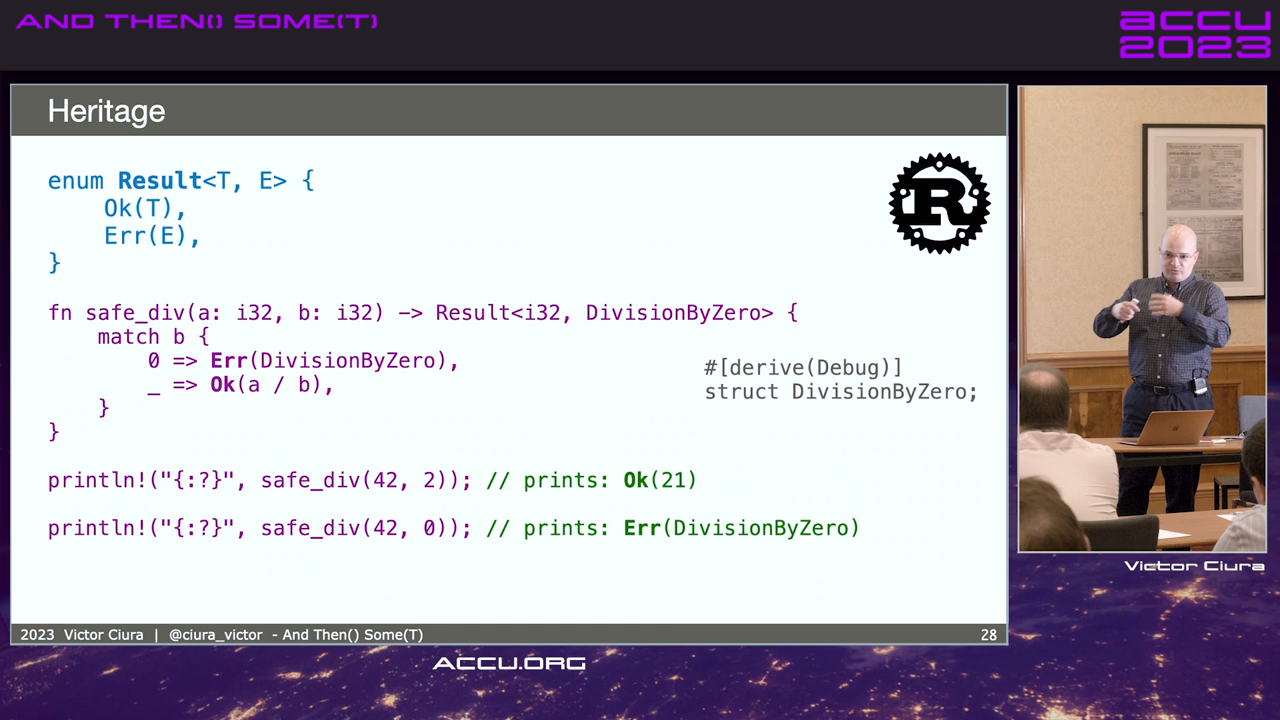 AND THEN() SOME(T)
ACCU
2023
Heritage
enum Result<T, E> {
Ok(T),
Err(E),
}
R
fn safe_div(a: i32, b: i32) -> Result<i32, DivisionByZero> {
match b {
0 => Err(DivisionByZero),
_ => Ok(a / b),
}
}
#[derive(Debug)]
struct DivisionByZero;
println!("{:?}", safe_div(42, 2)); // prints: Ok(21)
println!("{:?}", safe_div(42, 0)); // prints: Err(DivisionByZero)
Victor Ciura
2023 Victor Ciura | @ciura_victor - And Then() Some(T)
28
ACCU.ORG